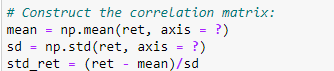 # Construct the correlation matrix:
mean = np.mean(ret, axis = ?)
sd = np.std(ret, axis = ?)
std_ret = (ret - mean)/sd